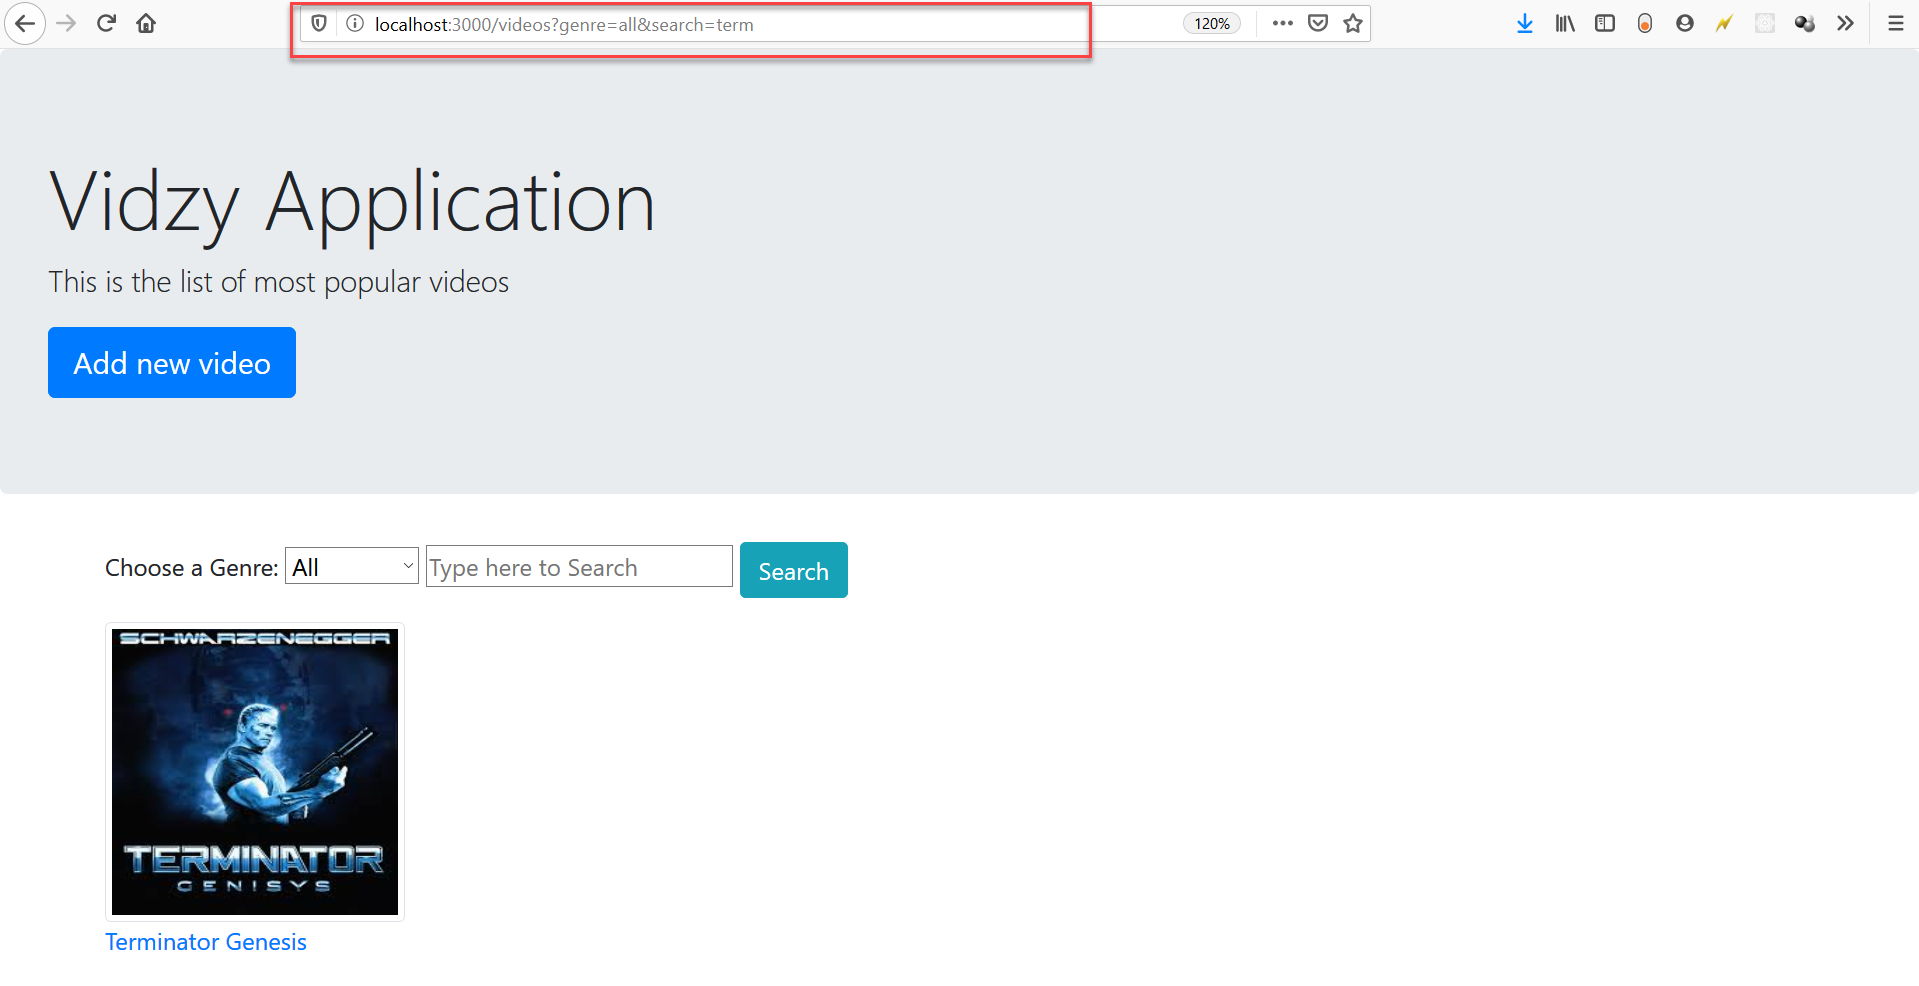 localhost:3000/videos?genre=all&search=term
120%
Vidzy Application
This is the list of most popular videos
Add new video
Choose a Genre: All Type here to Search Search
SCHWARZENEGGER
TERMINATOR
GENISYS
Terminator Genesis